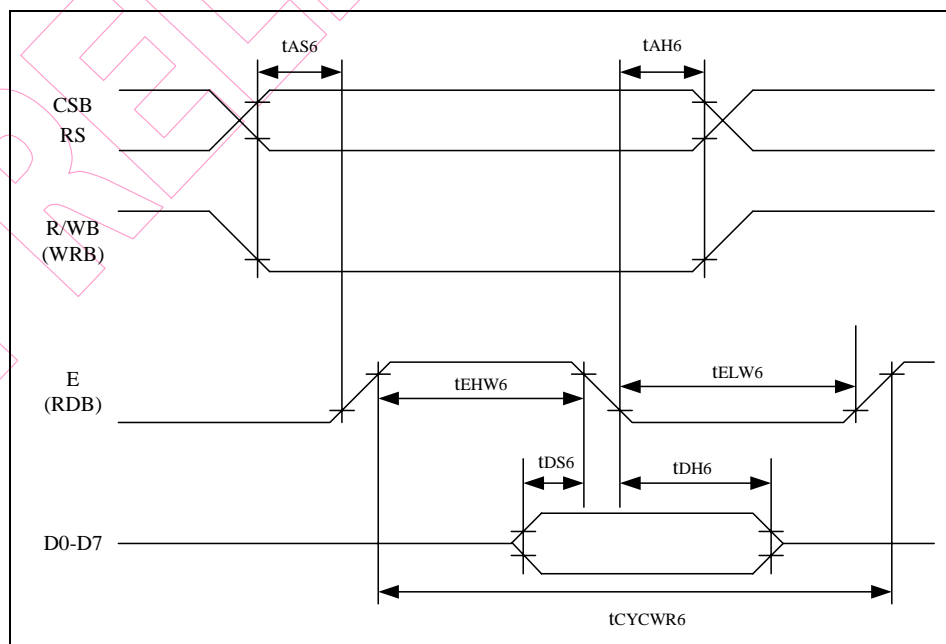 tAS6
tAH6
CSB
RS
R/WB
(WRB)
E
(RDB)
tEHW6
tELW6
tDS6
tDH6
D0-D7
tCYCWR6